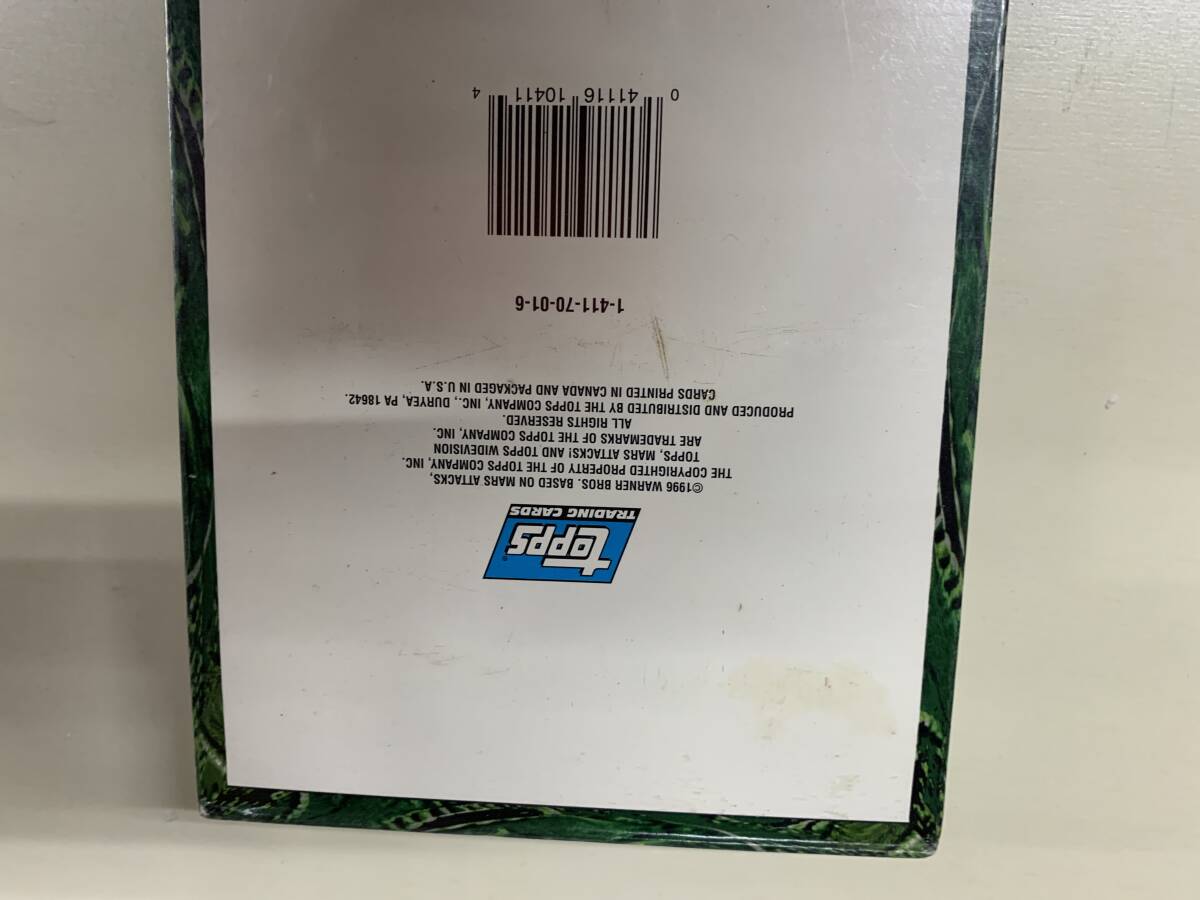 topps®
TRADING CARDS
©1996 WARNER BROS. BASED ON MARS ATTACKS,
THE COPYRIGHTED PROPERTY OF THE TOPPS COMPANY, INC.
TOPPS, MARS ATTACKS! AND TOPPS WIDEVISION
ARE TRADEMARKS OF THE TOPPS COMPANY, INC.
ALL RIGHTS RESERVED.
PRODUCED AND DISTRIBUTED BY THE TOPPS COMPANY, INC., DURYEA, PA 18642.
CARDS PRINTED IN CANADA AND PACKAGED IN U.S.A.
1-411-70-01-6
0 41116 10411 4